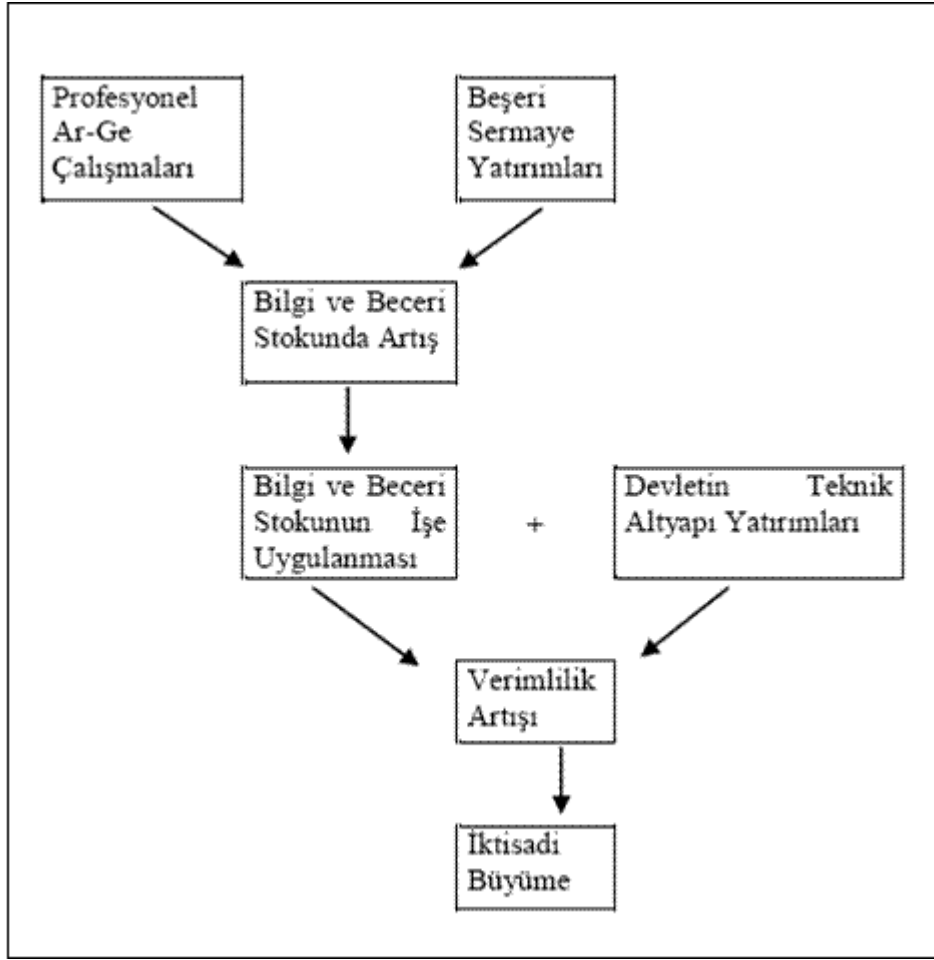 Profesyonel
Ar-Ge
Çalışmaları
Beşeri
Sermaye
Yatırımları
Bilgi ve Beceri
Stokunda Artış
Bilgi ve Beceri
Stokunun İşe
Uygulanması
+
Devletin Teknik
Altyapı Yatırımları
Verimlilik
Artışı
İktisadi
Büyüme